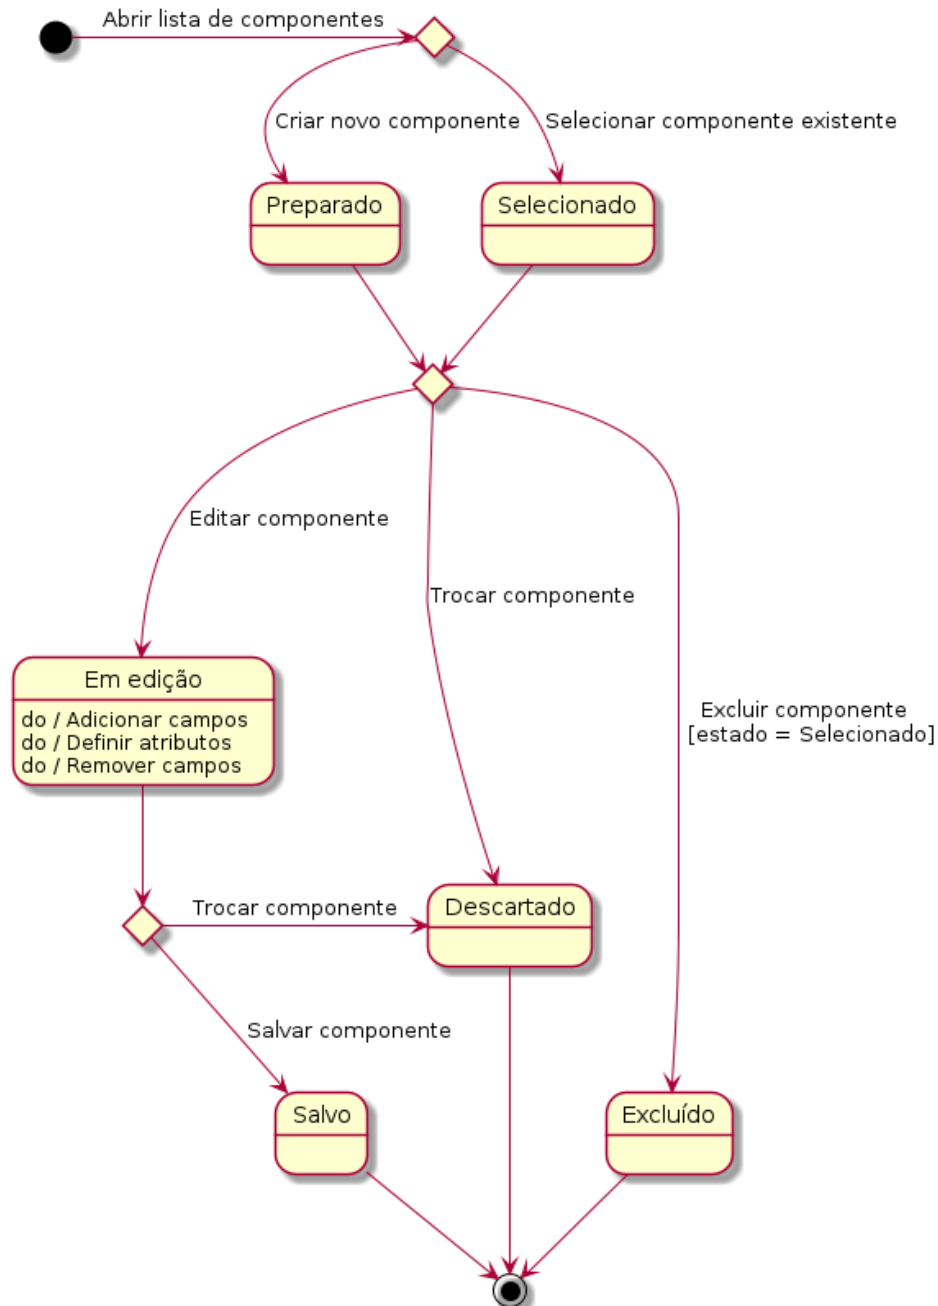 Abrir lista de componentes
Criar novo componente
Selecionar componente existente
Preparado
Selecionado
Editar componente
Trocar componente
Em edição
do / Adicionar campos
do / Definir atributos
do / Remover campos
Excluir componente
[estado = Selecionado]
Trocar componente
Descartado
Salvar componente
Salvo
Excluído